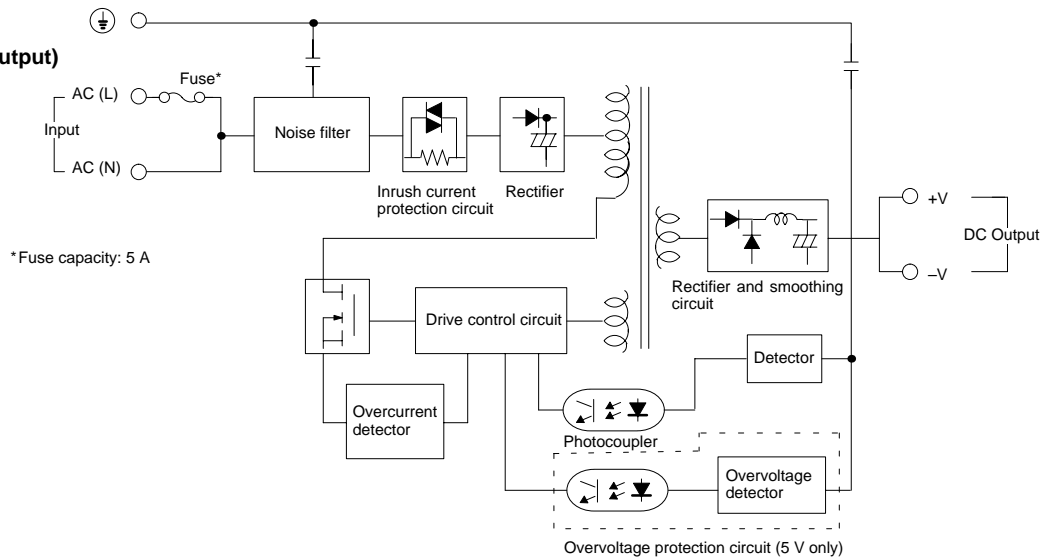 utput)
Fuse*
AC (L)
Input
AC (N)
Noise filter
Inrush current
protection circuit
Rectifier
+V
DC Output
–V
Rectifier and smoothing
circuit
*Fuse capacity: 5 A
Drive control circuit
Detector
Overcurrent
detector
Photocoupler
Overvoltage
detector
Overvoltage protection circuit (5 V only)